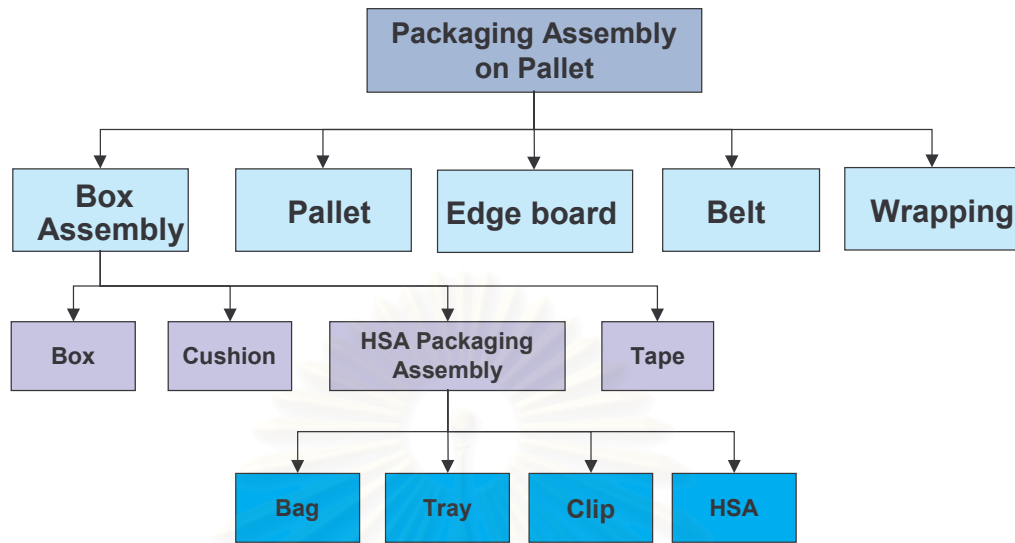 Packaging Assembly
on Pallet
Box
Assembly
Pallet
Edge board
Belt
Wrapping
Box
Cushion
HSA Packaging
Assembly
Tape
Bag
Tray
Clip
HSA